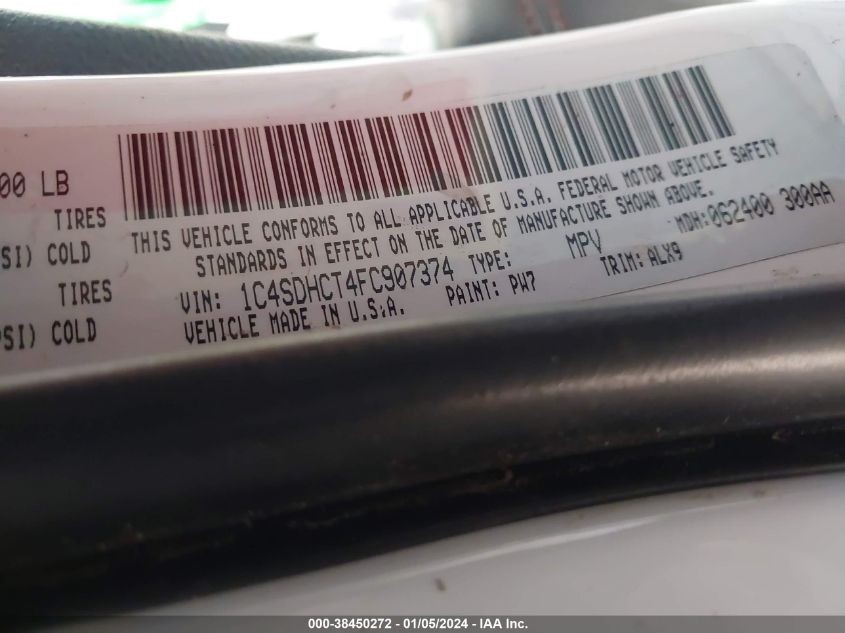 00 LB
TIRES
SI) COLD
TIRES
PSI) COLD
THIS VEHICLE CONFORMS TO ALL APPLICABLE U.S.A. FEDERAL MOTOR VEHICLE SAFETY
STANDARDS IN EFFECT ON THE DATE OF MANUFACTURE SHOWN ABOVE.
VIN: 1C4SDHCT4FC907374 TYPE: MPV MDH:062400 300AA
VEHICLE MADE IN U.S.A. PAINT: PW7 TRIM: ALX9
000-38450272 - 01/05/2024 - IAA Inc.